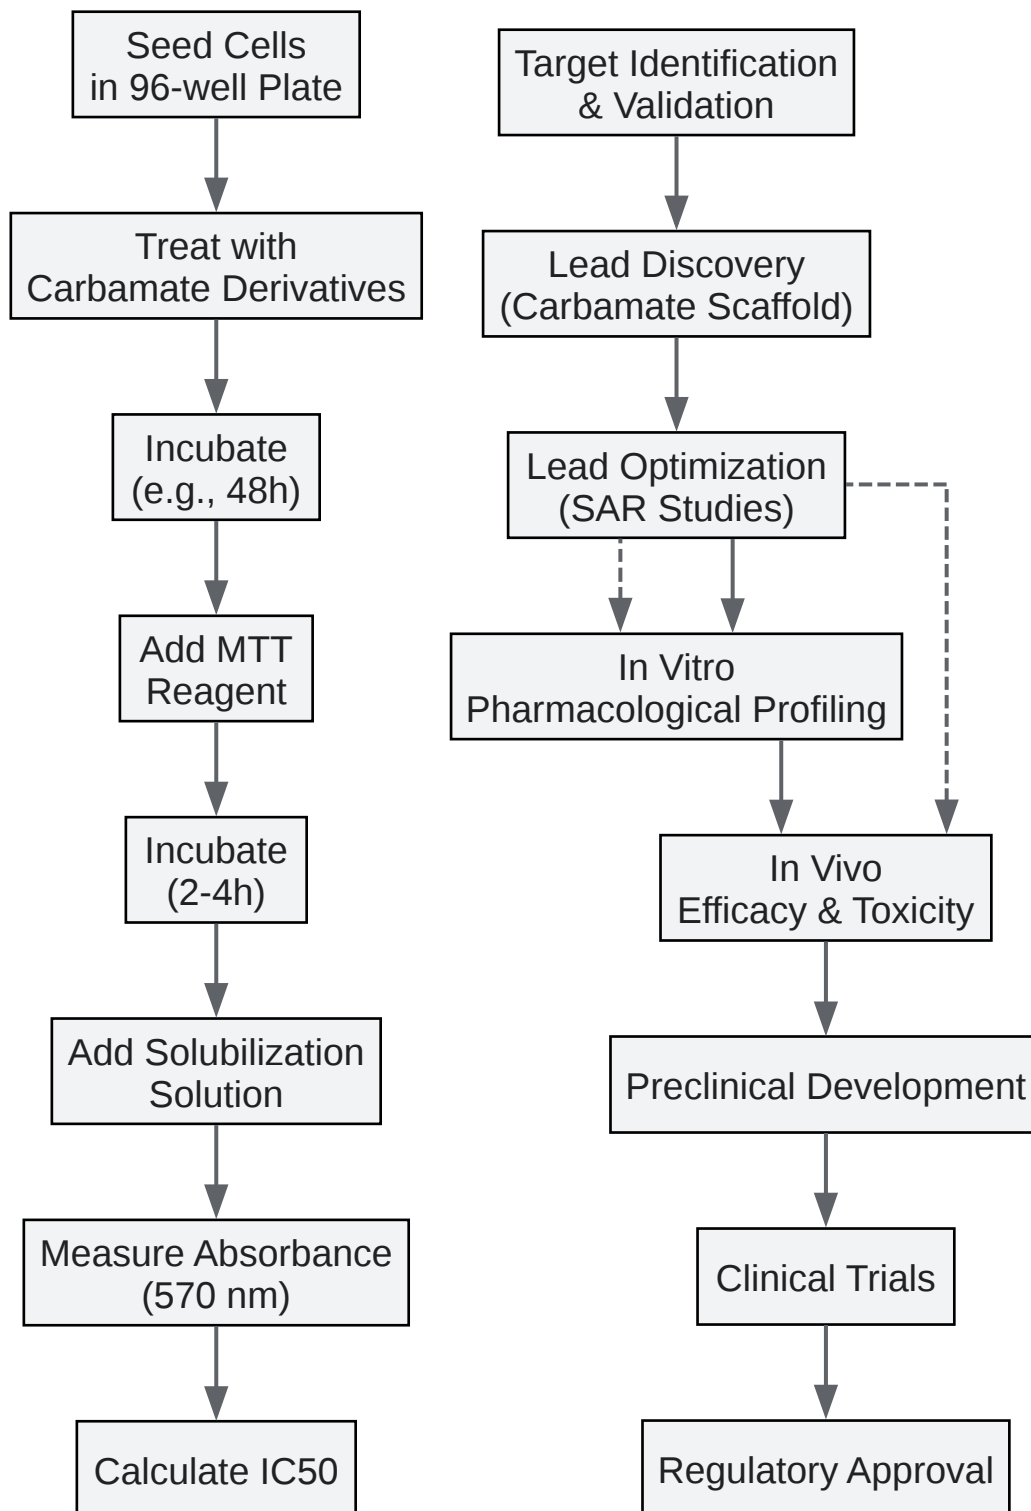 Seed Cells
in 96-well Plate
Treat with
Carbamate Derivatives
Incubate
(e.g., 48h)
Add MTT
Reagent
Incubate
(2-4h)
Add Solubilization
Solution
Measure Absorbance
(570 nm)
Calculate IC50
Target Identification
& Validation
Lead Discovery
(Carbamate Scaffold)
Lead Optimization
(SAR Studies)
In Vitro
Pharmacological Profiling
In Vivo
Efficacy & Toxicity
Preclinical Development
Clinical Trials
Regulatory Approval